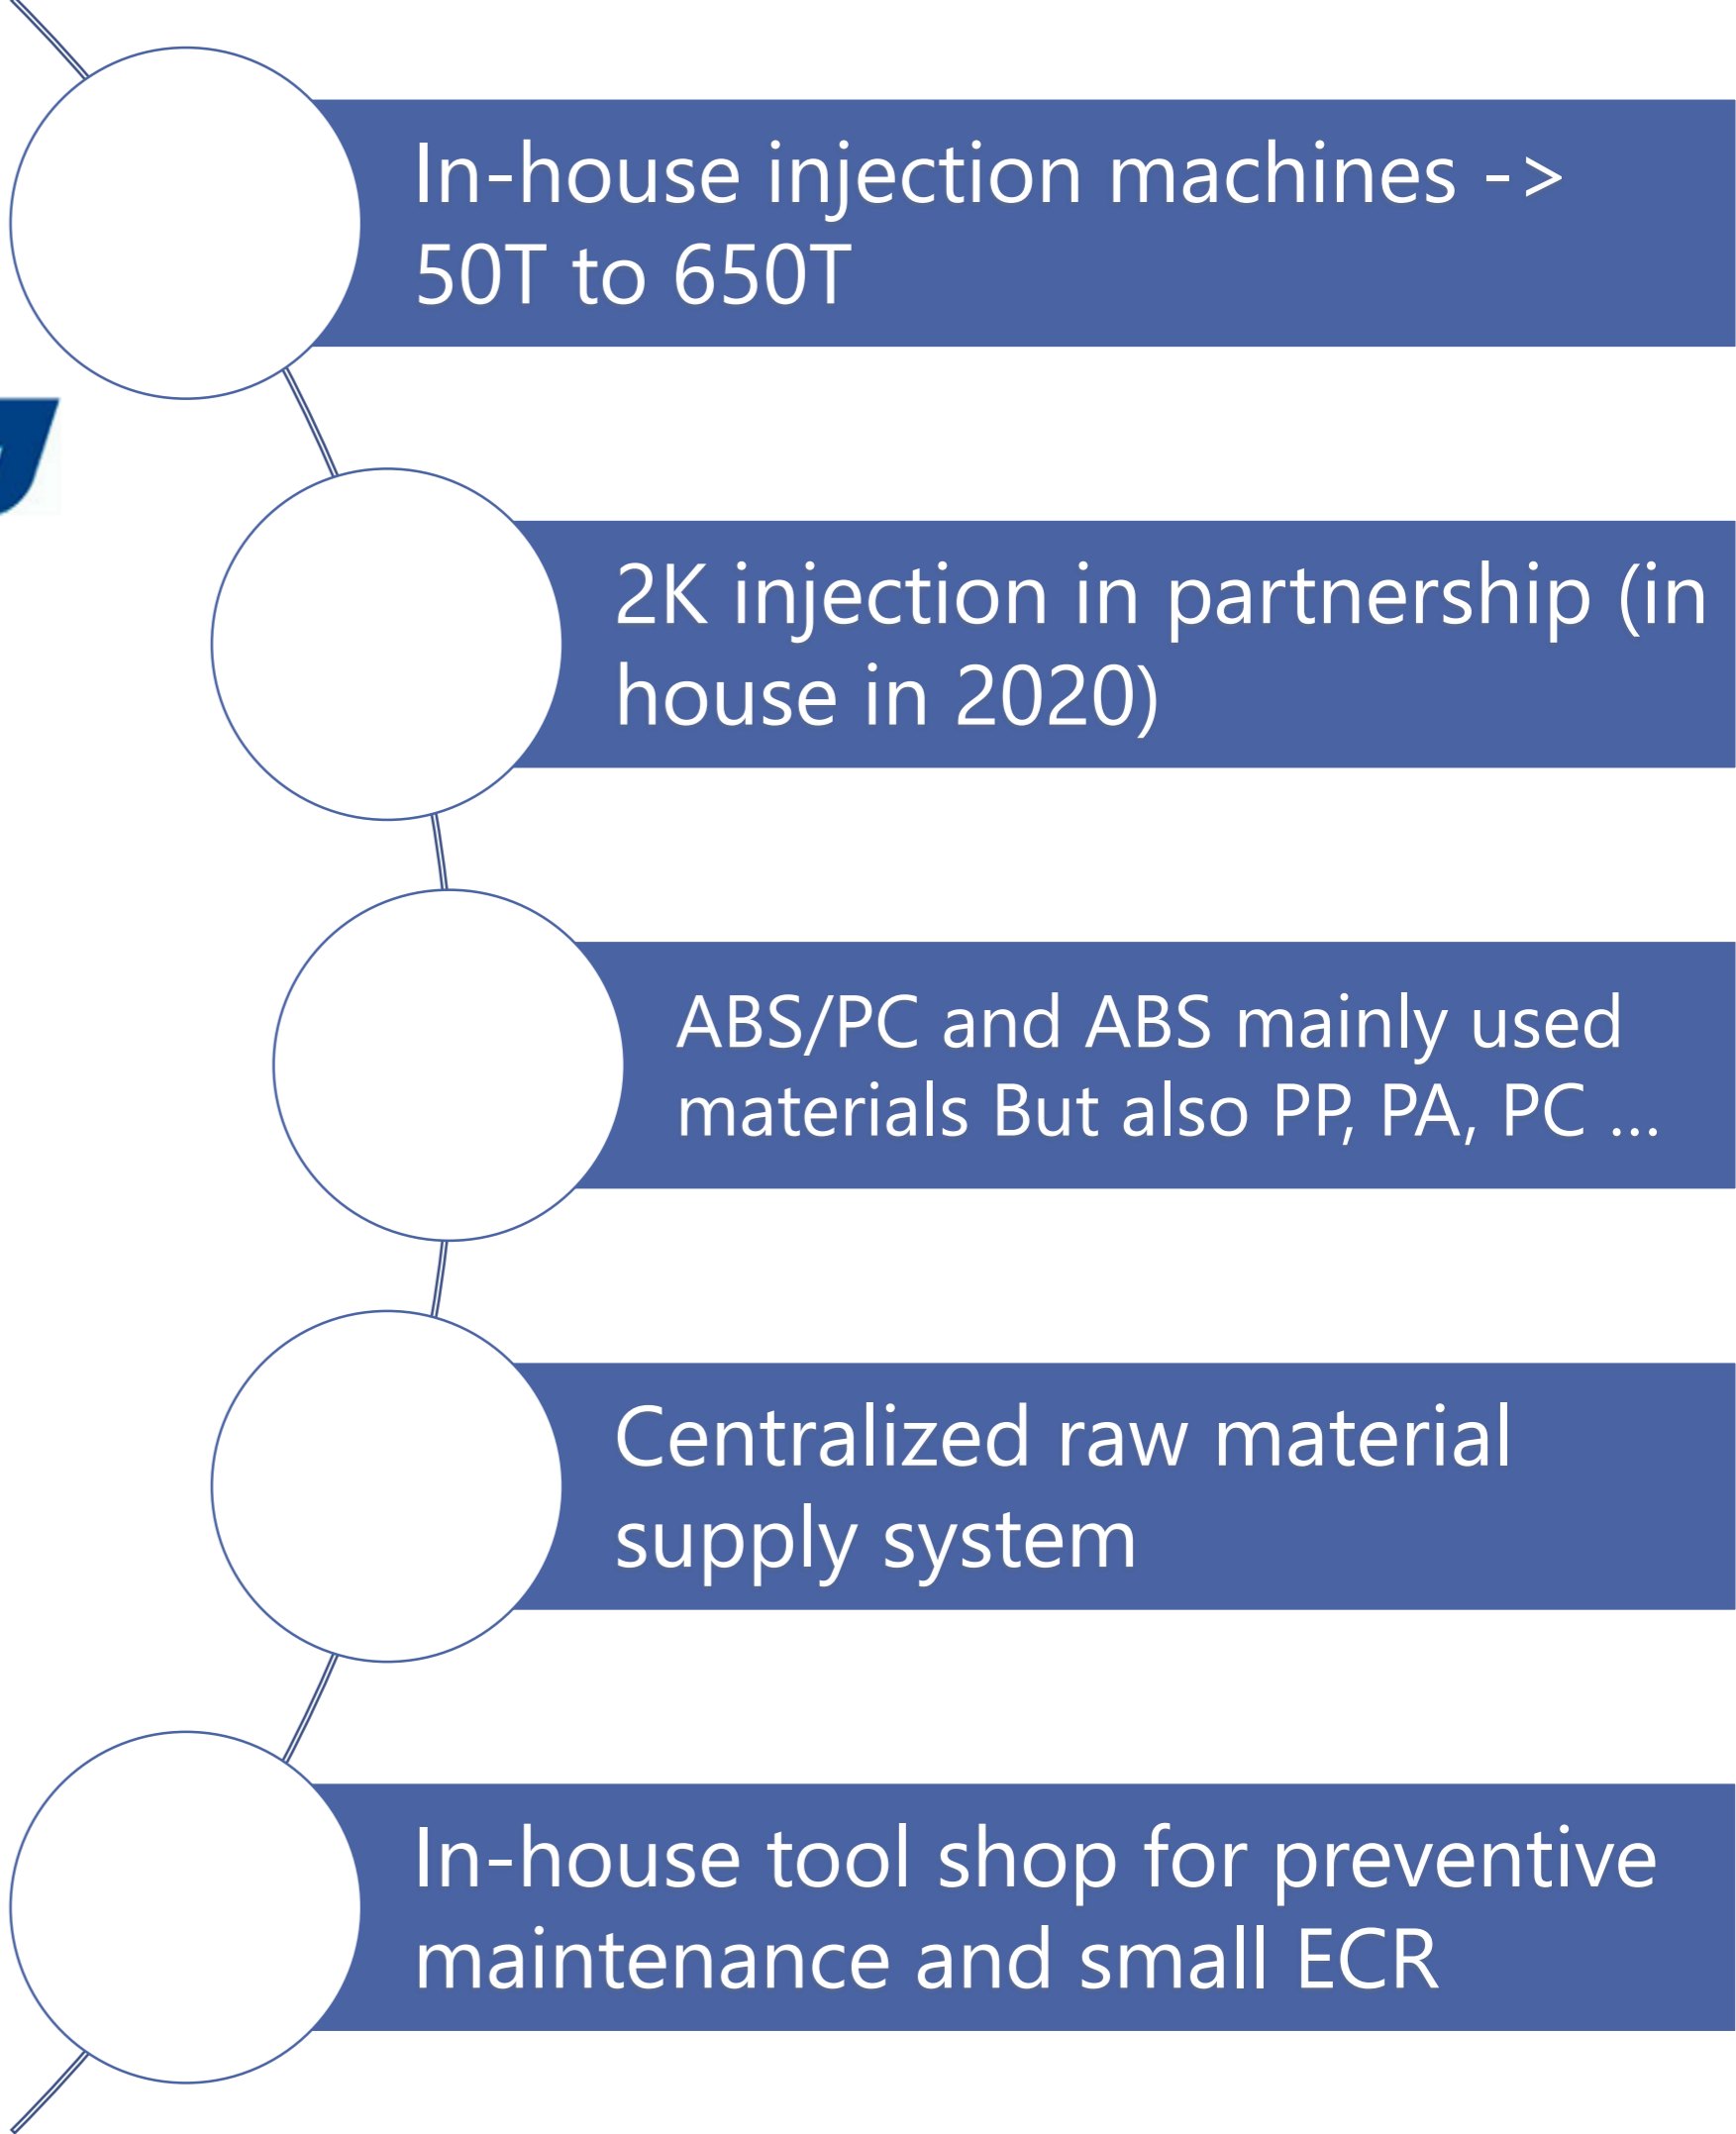 In-house injection machines ->
50T to 650T
2K injection in partnership (in
house in 2020)
ABS/PC and ABS mainly used
materials But also PP, PA, PC ...
Centralized raw material
supply system
In-house tool shop for preventive
maintenance and small ECR